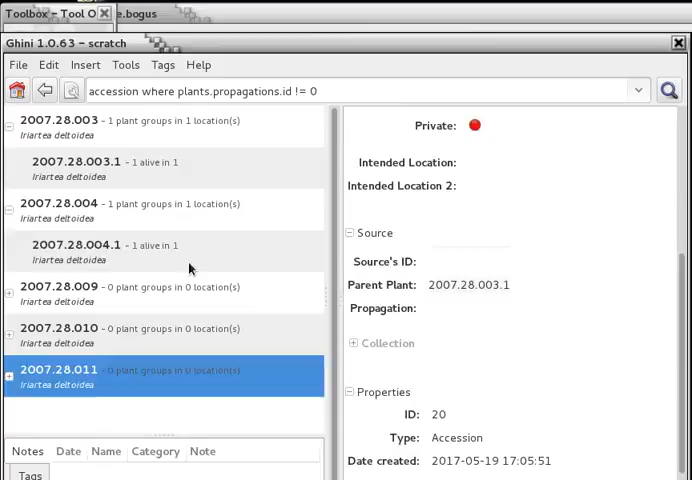 Toolbox - Tool O e.bogus
Ghini 1.0.63 - scratch
File Edit Insert Tools Tags Help
accession where plants.propagations.id != 0
2007.28.003 - 1 plant groups in 1 location(s)
Iriartea deltoidea
2007.28.003.1 - 1 alive in 1
Iriartea deltoidea
2007.28.004 - 1 plant groups in 1 location(s)
Iriartea deltoidea
2007.28.004.1 - 1 alive in 1
Iriartea deltoidea
2007.28.009 - 0 plant groups in 0 location(s)
Iriartea deltoidea
2007.28.010 - 0 plant groups in 0 location(s)
Iriartea deltoidea
2007.28.011 - 0 plant groups in 0 location(s)
Iriartea deltoidea
Notes Date Name Category Note
Tags
Private:
Intended Location:
Intended Location 2:
Source
Source's ID:
Parent Plant: 2007.28.003.1
Propagation:
Collection
Properties
ID: 20
Type: Accession
Date created: 2017-05-19 17:05:51